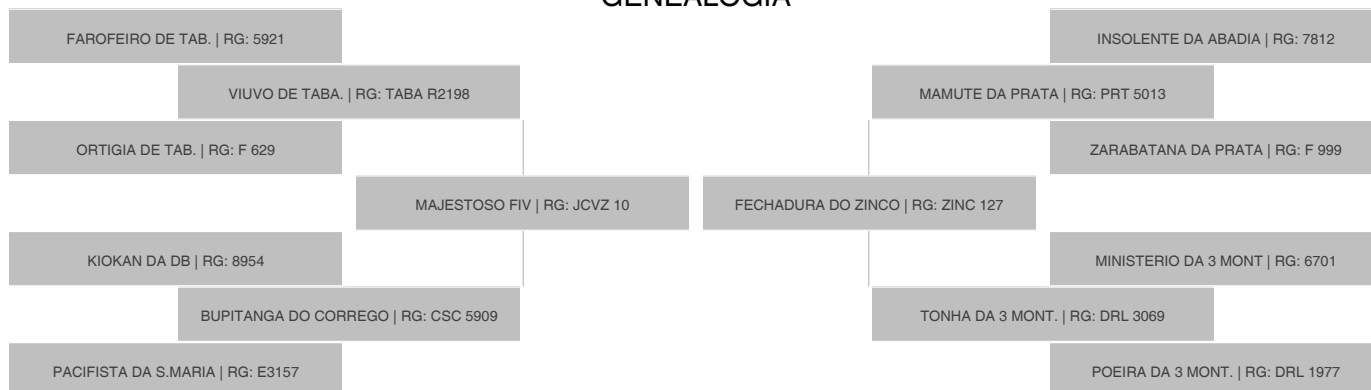 GENEALOGIA
FAROFEIRO DE TAB. | RG: 5921
INSOLENTE DA ABADIA | RG: 7812
VIUVO DE TABA. | RG: TABA R2198
MAMUTE DA PRATA | RG: PRT 5013
ORTIGIA DE TAB. | RG: F 629
ZARABATANA DA PRATA | RG: F 999
MAJESTOSO FIV | RG: JCVZ 10
FECHADURA DO ZINCO | RG: ZINC 127
KIOKAN DA DB | RG: 8954
MINISTERIO DA 3 MONT | RG: 6701
BUPITANGA DO CORREGO | RG: CSC 5909
TONHA DA 3 MONT. | RG: DRL 3069
PACIFISTA DA S.MARIA | RG: E3157
POEIRA DA 3 MONT. | RG: DRL 1977